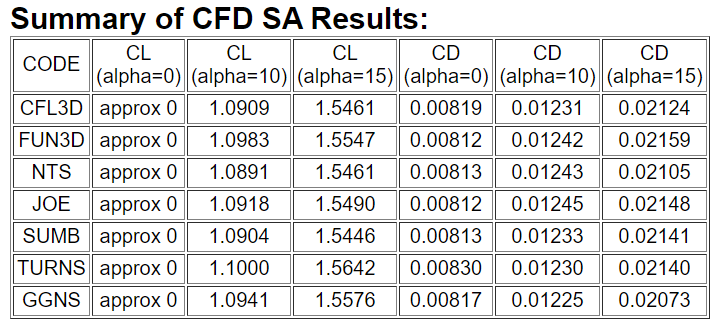 Summary of CFD SA Results:
CODE CL (alpha=0) CL (alpha=10) CL (alpha=15) CD (alpha=0) CD (alpha=10) CD (alpha=15)
CFL3D approx 0 1.0909 1.5461 0.00819 0.01231 0.02124
FUN3D approx 0 1.0983 1.5547 0.00812 0.01242 0.02159
NTS approx 0 1.0891 1.5461 0.00813 0.01243 0.02105
JOE approx 0 1.0918 1.5490 0.00812 0.01245 0.02148
SUMB approx 0 1.0904 1.5446 0.00813 0.01233 0.02141
TURNS approx 0 1.1000 1.5642 0.00830 0.01230 0.02140
GGNS approx 0 1.0941 1.5576 0.00817 0.01225 0.02073